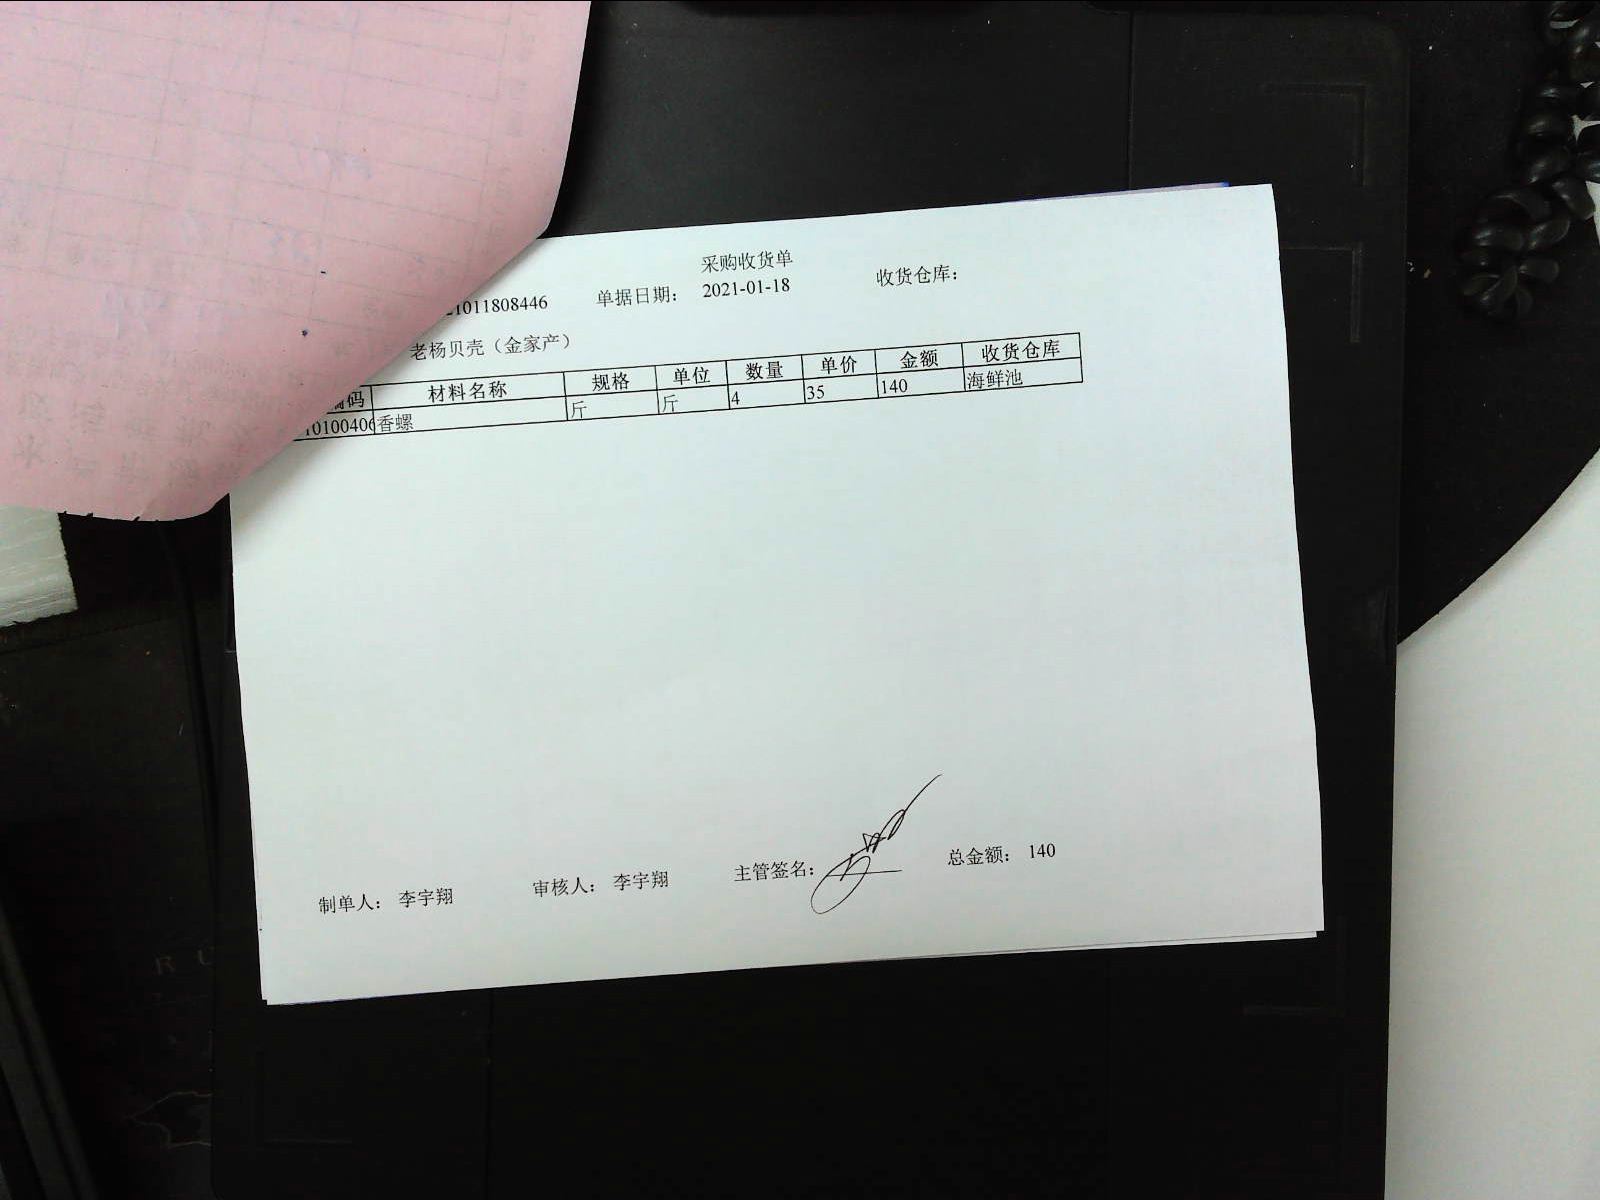 采购收货单
21011808446 单据日期: 2021-01-18 收货仓库:
老杨贝壳（金家产）
编码 材料名称 规格 单位 数量 单价 金额 收货仓库
10100406 香螺 斤 斤 4 35 140 海鲜池
制单人: 李宇翔 审核人: 李宇翔 主管签名: 总金额: 140